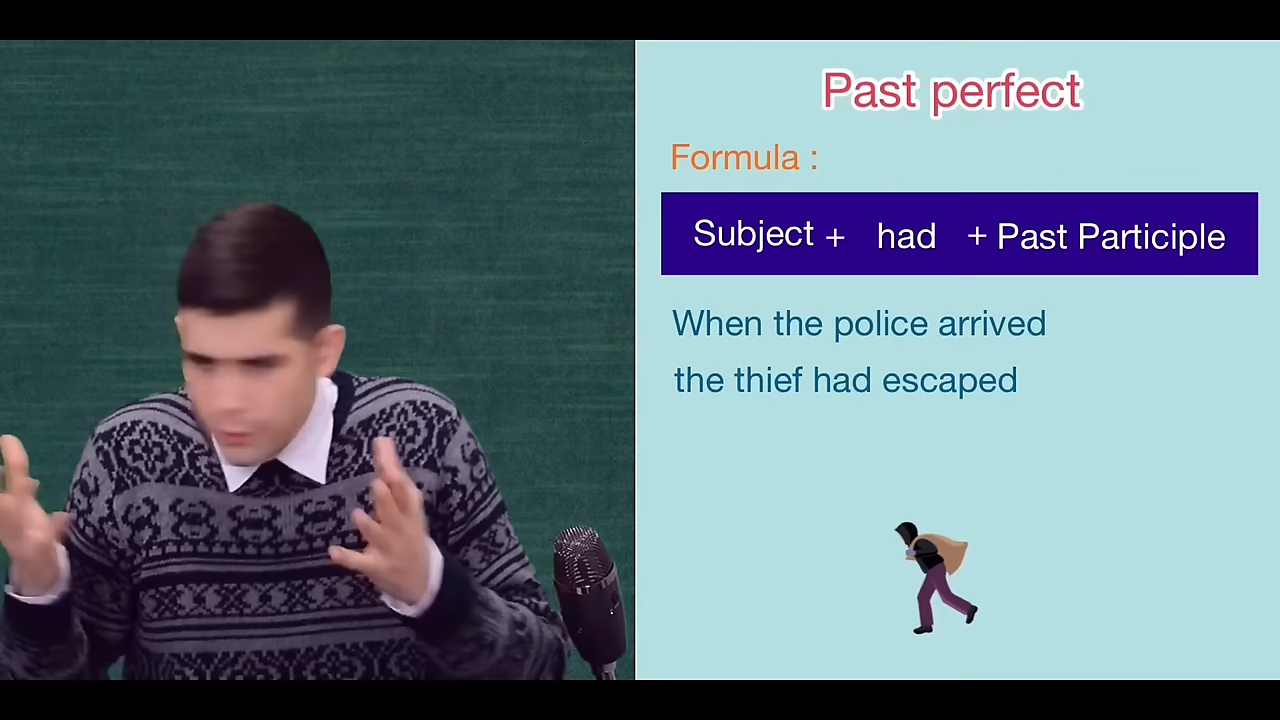 Past perfect
Formula :
Subject + had + Past Participle
When the police arrived
the thief had escaped